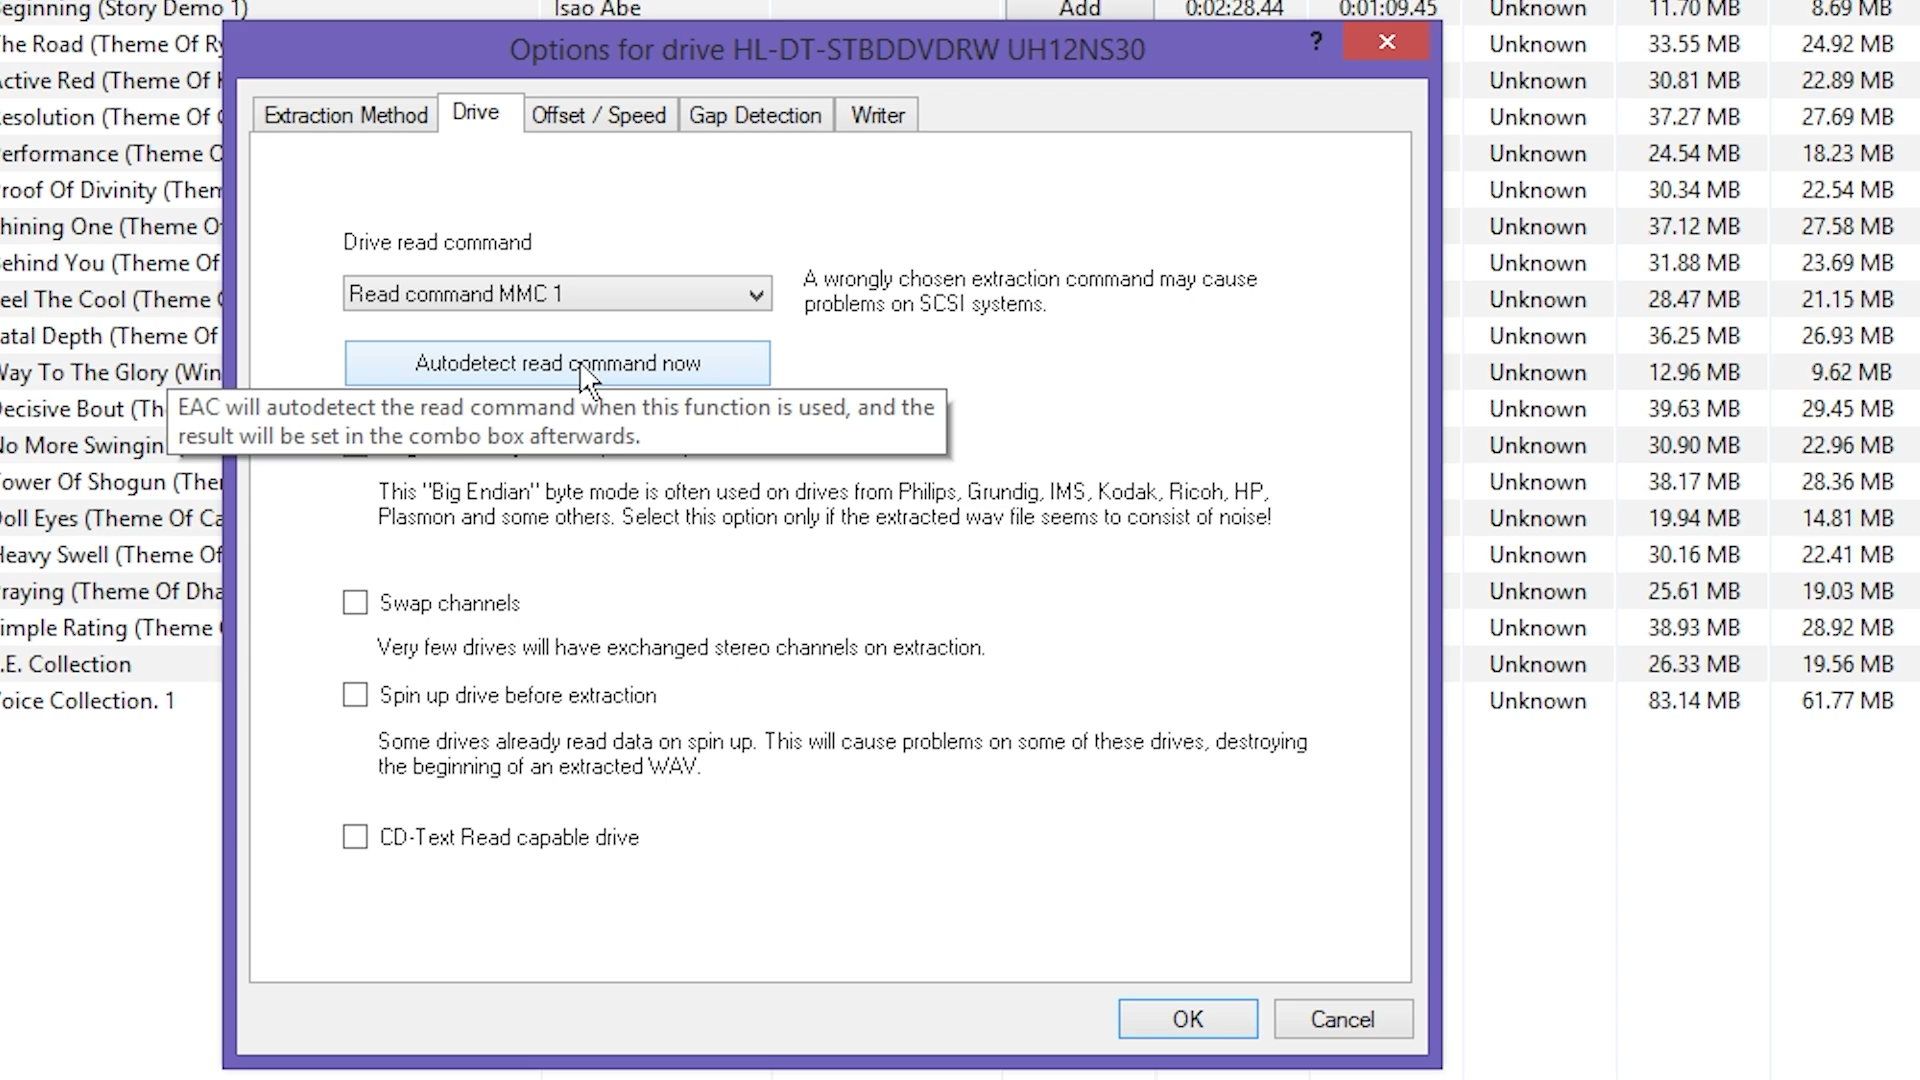 eginning (Story Demo 1) Isao Abe Add 0:02:28.44 0:01:09.45 Unknown 11.70 MB 8.69 MB
Options for drive HL-DT-STBDDVDRW UH12NS30 ? ×
he Road (Theme Of Ry Unknown 33.55 MB 24.92 MB
ctive Red (Theme Of Unknown 30.81 MB 22.89 MB
Extraction Method Drive Offset / Speed Gap Detection Writer
esolution (Theme Of Unknown 37.27 MB 27.69 MB
erformance (Theme O Unknown 24.54 MB 18.23 MB
roof Of Divinity (Them Unknown 30.34 MB 22.54 MB
hining One (Theme O Unknown 37.12 MB 27.58 MB
Drive read command
ehind You (Theme Of Unknown 31.88 MB 23.69 MB
Read command MMC 1
A wrongly chosen extraction command may cause
problems on SCSI systems.
eel The Cool (Theme Unknown 28.47 MB 21.15 MB
atal Depth (Theme Of Unknown 36.25 MB 26.93 MB
Autodetect read command now
Way To The Glory (Win Unknown 12.96 MB 9.62 MB
ecisive Bout (Th Unknown 39.63 MB 29.45 MB
EAC will autodetect the read command when this function is used, and the
result will be set in the combo box afterwards.
No More Swingin Unknown 30.90 MB 22.96 MB
ower Of Shogun (Ther Unknown 38.17 MB 28.36 MB
This "Big Endian" byte mode is often used on drives from Philips, Grundig, IMS, Kodak, Ricoh, HP,
Plasmon and some others. Select this option only if the extracted wav file seems to consist of noise!
oll Eyes (Theme Of Ca Unknown 19.94 MB 14.81 MB
Heavy Swell (Theme Of Unknown 30.16 MB 22.41 MB
raying (Theme Of Dha Unknown 25.61 MB 19.03 MB
Swap channels
imple Rating (Theme Unknown 38.93 MB 28.92 MB
Very few drives will have exchanged stereo channels on extraction.
.E. Collection Unknown 26.33 MB 19.56 MB
Spin up drive before extraction
oice Collection. 1 Unknown 83.14 MB 61.77 MB
Some drives already read data on spin up. This will cause problems on some of these drives, destroying
the beginning of an extracted WAV.
CD-Text Read capable drive
OK Cancel